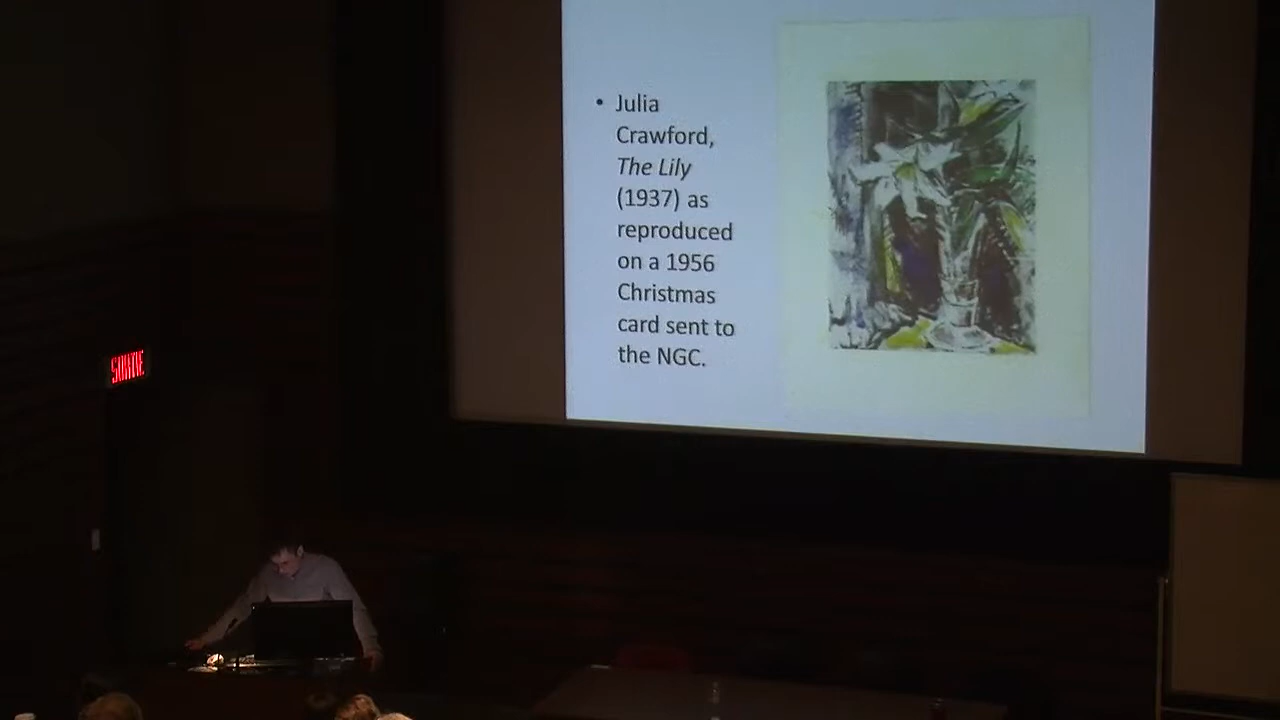 • Julia
Crawford,
The Lily
(1937) as
reproduced
on a 1956
Christmas
card sent to
the NGC.
SORTIE